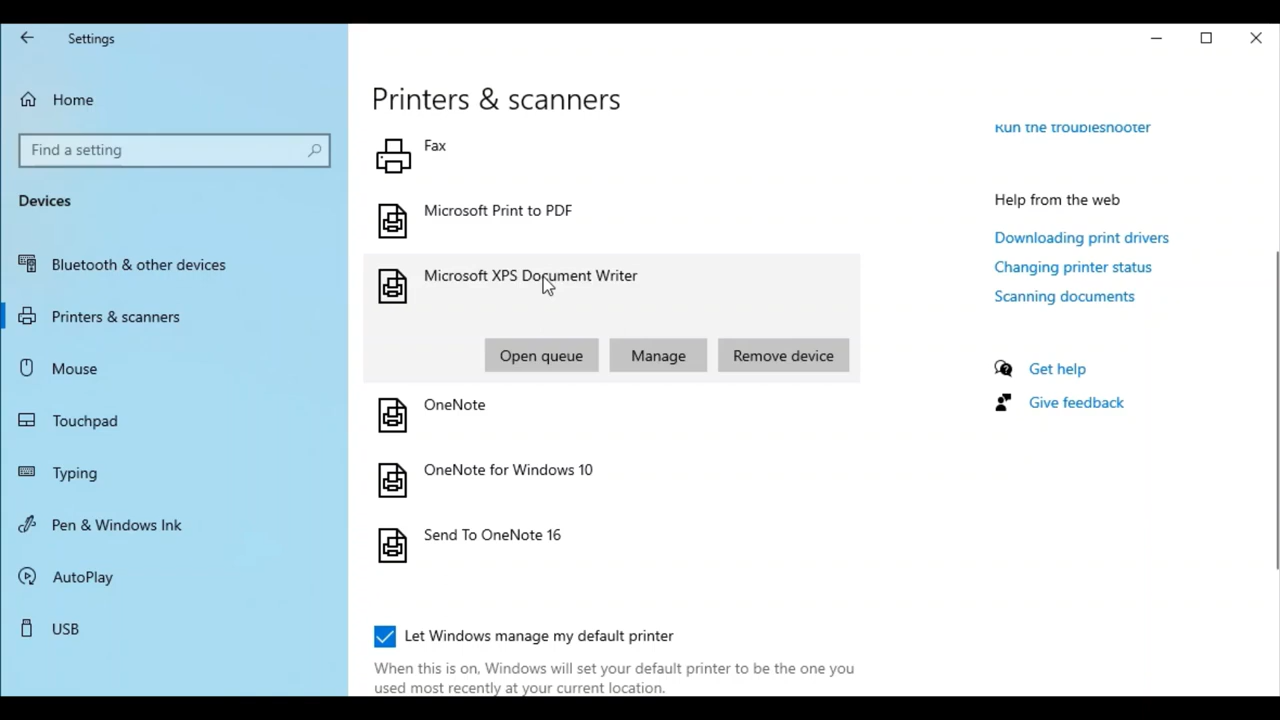 Settings
Home
Find a setting
Devices
Bluetooth & other devices
Printers & scanners
Mouse
Touchpad
Typing
Pen & Windows Ink
AutoPlay
USB
Printers & scanners
Fax
Microsoft Print to PDF
Microsoft XPS Document Writer
Open queue
Manage
Remove device
OneNote
OneNote for Windows 10
Send To OneNote 16
Let Windows manage my default printer
When this is on, Windows will set your default printer to be the one you
used most recently at your current location.
Run the troubleshooter
Help from the web
Downloading print drivers
Changing printer status
Scanning documents
Get help
Give feedback